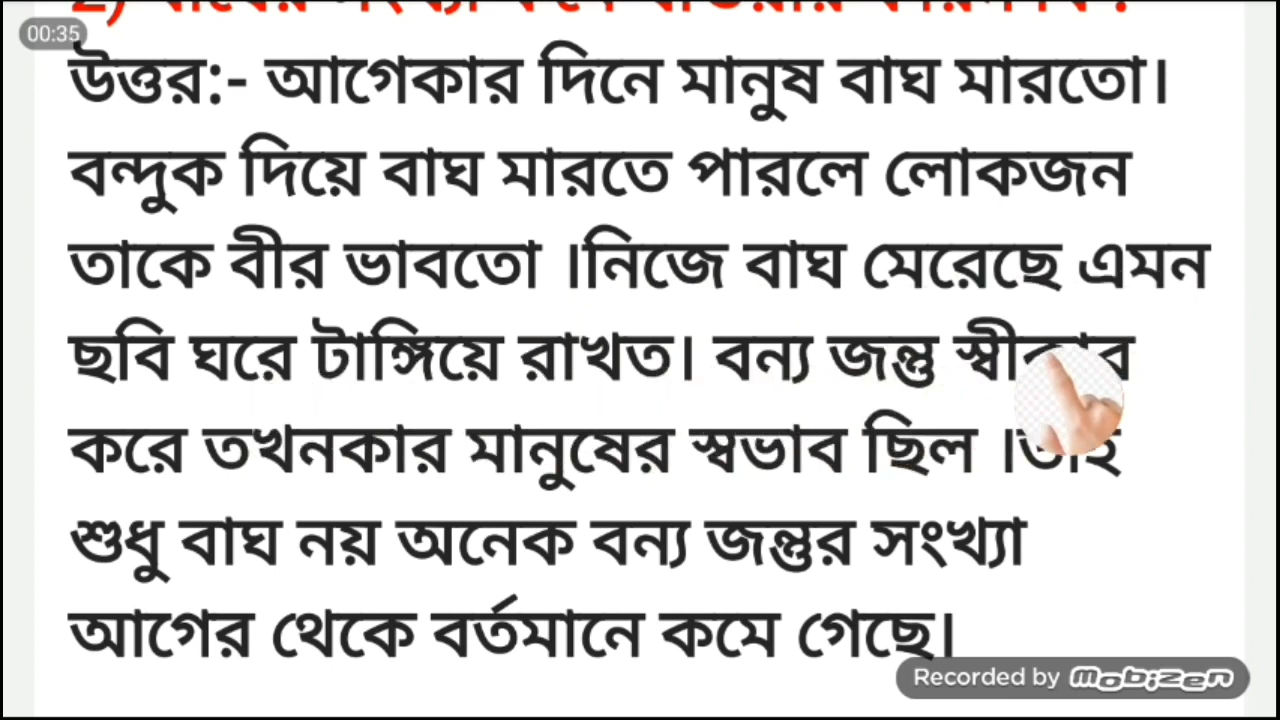 00:35
উত্তর:- আগেকার দিনে মানুষ বাঘ মারতো।
বন্দুক দিয়ে বাঘ মারতে পারলে লোকজন
তাকে বীর ভাবতো ।নিজে বাঘ মেরেছে এমন
ছবি ঘরে টাঙ্গিয়ে রাখত। বন্য জন্তু স্বীকার
করে তখনকার মানুষের স্বভাব ছিল ।তাই
শুধু বাঘ নয় অনেক বন্য জন্তুর সংখ্যা
আগের থেকে বর্তমানে কমে গেছে।
Recorded by Mobizen